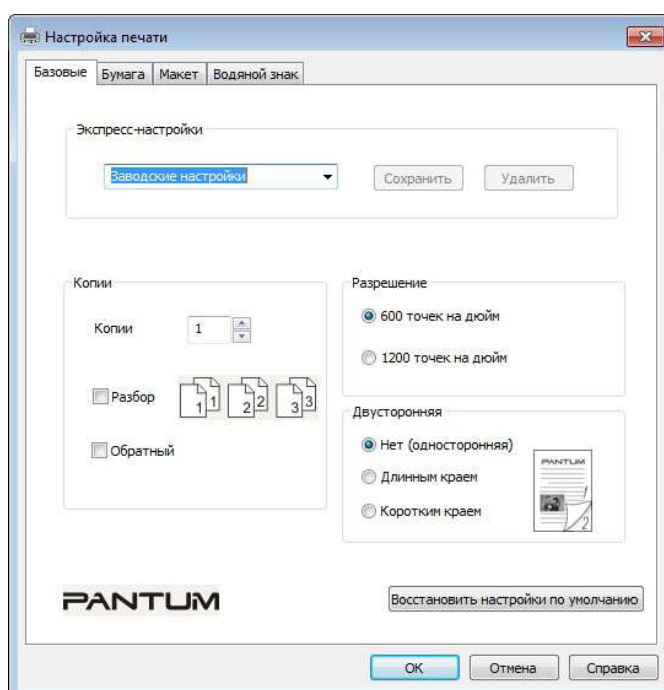 Настройка печати
Базовые Бумага Макет Водяной знак
Экспресс-настройки
Заводские настройки Сохранить Удалить
Копии
Копии 1
Разбор 1 1 2 2 3 3
Обратный
Разрешение
600 точек на дюйм
1200 точек на дюйм
Двусторонняя
Нет (односторонняя)
Длинным краем
Коротким краем
PANTUM
1
2
PANTUM
Восстановить настройки по умолчанию
OK Отмена Справка